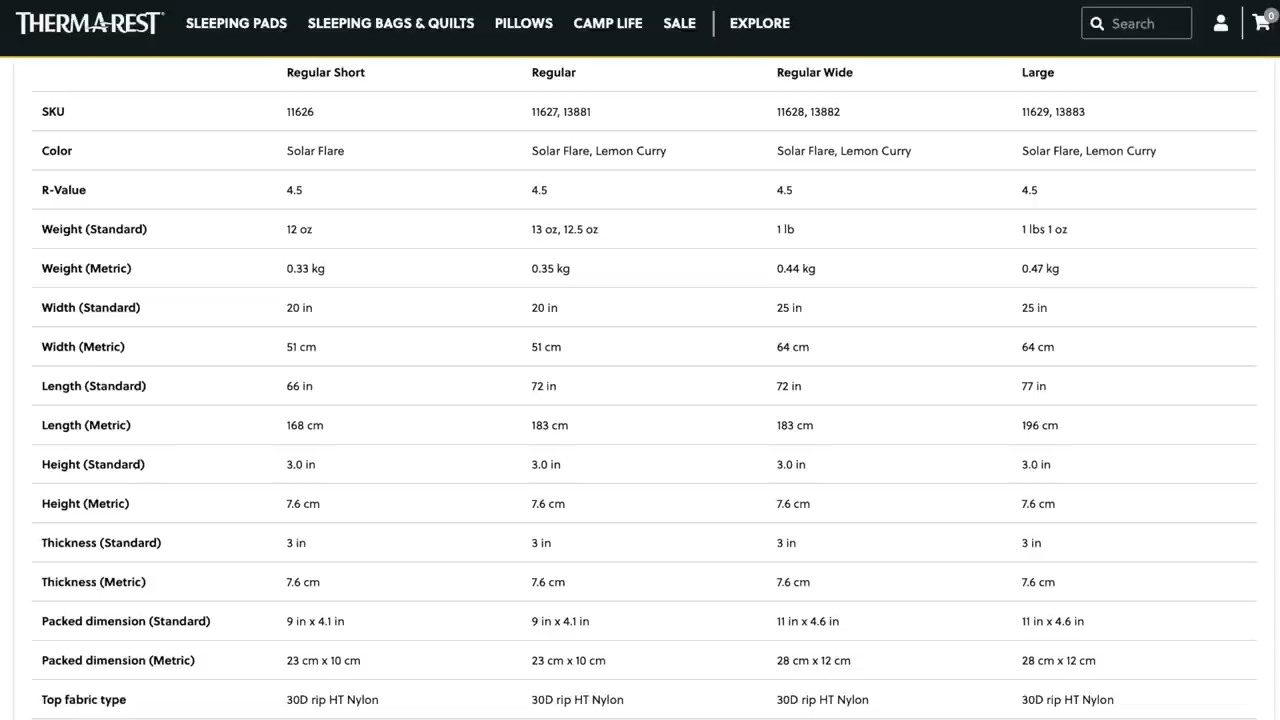 THERMAREST SLEEPING PADS SLEEPING BAGS & QUILTS PILLOWS CAMP LIFE SALE EXPLORE Search 0
Regular Short Regular Regular Wide Large
SKU 11626 11627, 13881 11628, 13882 11629, 13883
Color Solar Flare Solar Flare, Lemon Curry Solar Flare, Lemon Curry Solar Flare, Lemon Curry
R-Value 4.5 4.5 4.5 4.5
Weight (Standard) 12 oz 13 oz, 12.5 oz 1 lb 1 lbs 1 oz
Weight (Metric) 0.33 kg 0.35 kg 0.44 kg 0.47 kg
Width (Standard) 20 in 20 in 25 in 25 in
Width (Metric) 51 cm 51 cm 64 cm 64 cm
Length (Standard) 66 in 72 in 72 in 77 in
Length (Metric) 168 cm 183 cm 183 cm 196 cm
Height (Standard) 3.0 in 3.0 in 3.0 in 3.0 in
Height (Metric) 7.6 cm 7.6 cm 7.6 cm 7.6 cm
Thickness (Standard) 3 in 3 in 3 in 3 in
Thickness (Metric) 7.6 cm 7.6 cm 7.6 cm 7.6 cm
Packed dimension (Standard) 9 in x 4.1 in 9 in x 4.1 in 11 in x 4.6 in 11 in x 4.6 in
Packed dimension (Metric) 23 cm x 10 cm 23 cm x 10 cm 28 cm x 12 cm 28 cm x 12 cm
Top fabric type 30D rip HT Nylon 30D rip HT Nylon 30D rip HT Nylon 30D rip HT Nylon